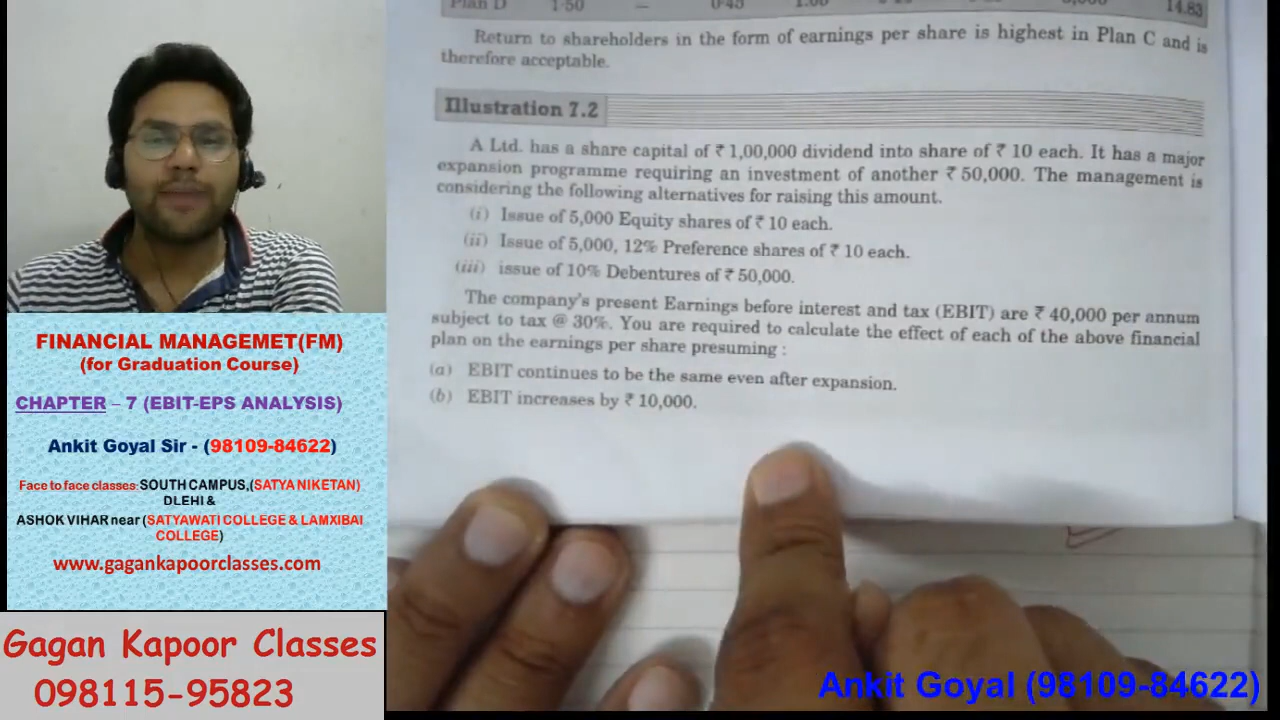 Plan D 1·50 — 0·45 14.83
Return to shareholders in the form of earnings per share is highest in Plan C and is
therefore acceptable.
Illustration 7.2
A Ltd. has a share capital of ₹ 1,00,000 dividend into share of ₹ 10 each. It has a major
expansion programme requiring an investment of another ₹ 50,000. The management is
considering the following alternatives for raising this amount.
(i) Issue of 5,000 Equity shares of ₹ 10 each.
(ii) Issue of 5,000, 12% Preference shares of ₹ 10 each.
(iii) issue of 10% Debentures of ₹ 50,000.
The company's present Earnings before interest and tax (EBIT) are ₹ 40,000 per annum
subject to tax @ 30%. You are required to calculate the effect of each of the above financial
plan on the earnings per share presuming :
(a) EBIT continues to be the same even after expansion.
(b) EBIT increases by ₹ 10,000.
FINANCIAL MANAGEMET(FM)
(for Graduation Course)
CHAPTER – 7 (EBIT-EPS ANALYSIS)
Ankit Goyal Sir - (98109-84622)
Face to face classes: SOUTH CAMPUS,(SATYA NIKETAN)
DLEHI &
ASHOK VIHAR near (SATYAWATI COLLEGE & LAMXIBAI
COLLEGE)
www.gagankapoorclasses.com
Gagan Kapoor Classes
098115-95823
Ankit Goyal (98109-84622)